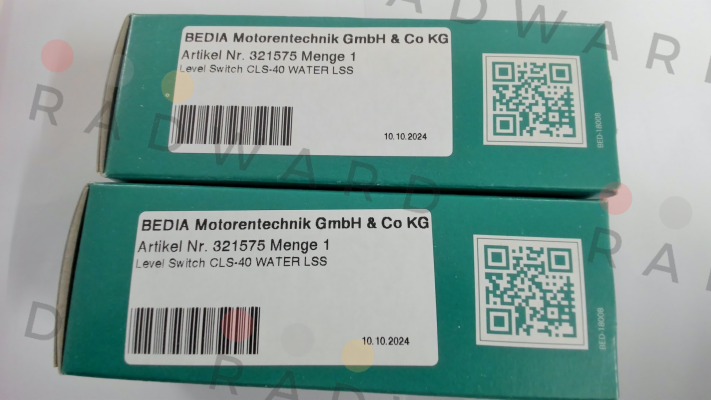 BEDIA Motorentechnik GmbH & Co KG
Artikel Nr. 321575 Menge 1
Level Switch CLS-40 WATER LSS
10.10.2024
BED-18008
BEDIA Motorentechnik GmbH & Co KG
Artikel Nr. 321575 Menge 1
Level Switch CLS-40 WATER LSS
10.10.2024
BED-18008
RADWARD
RADWARD